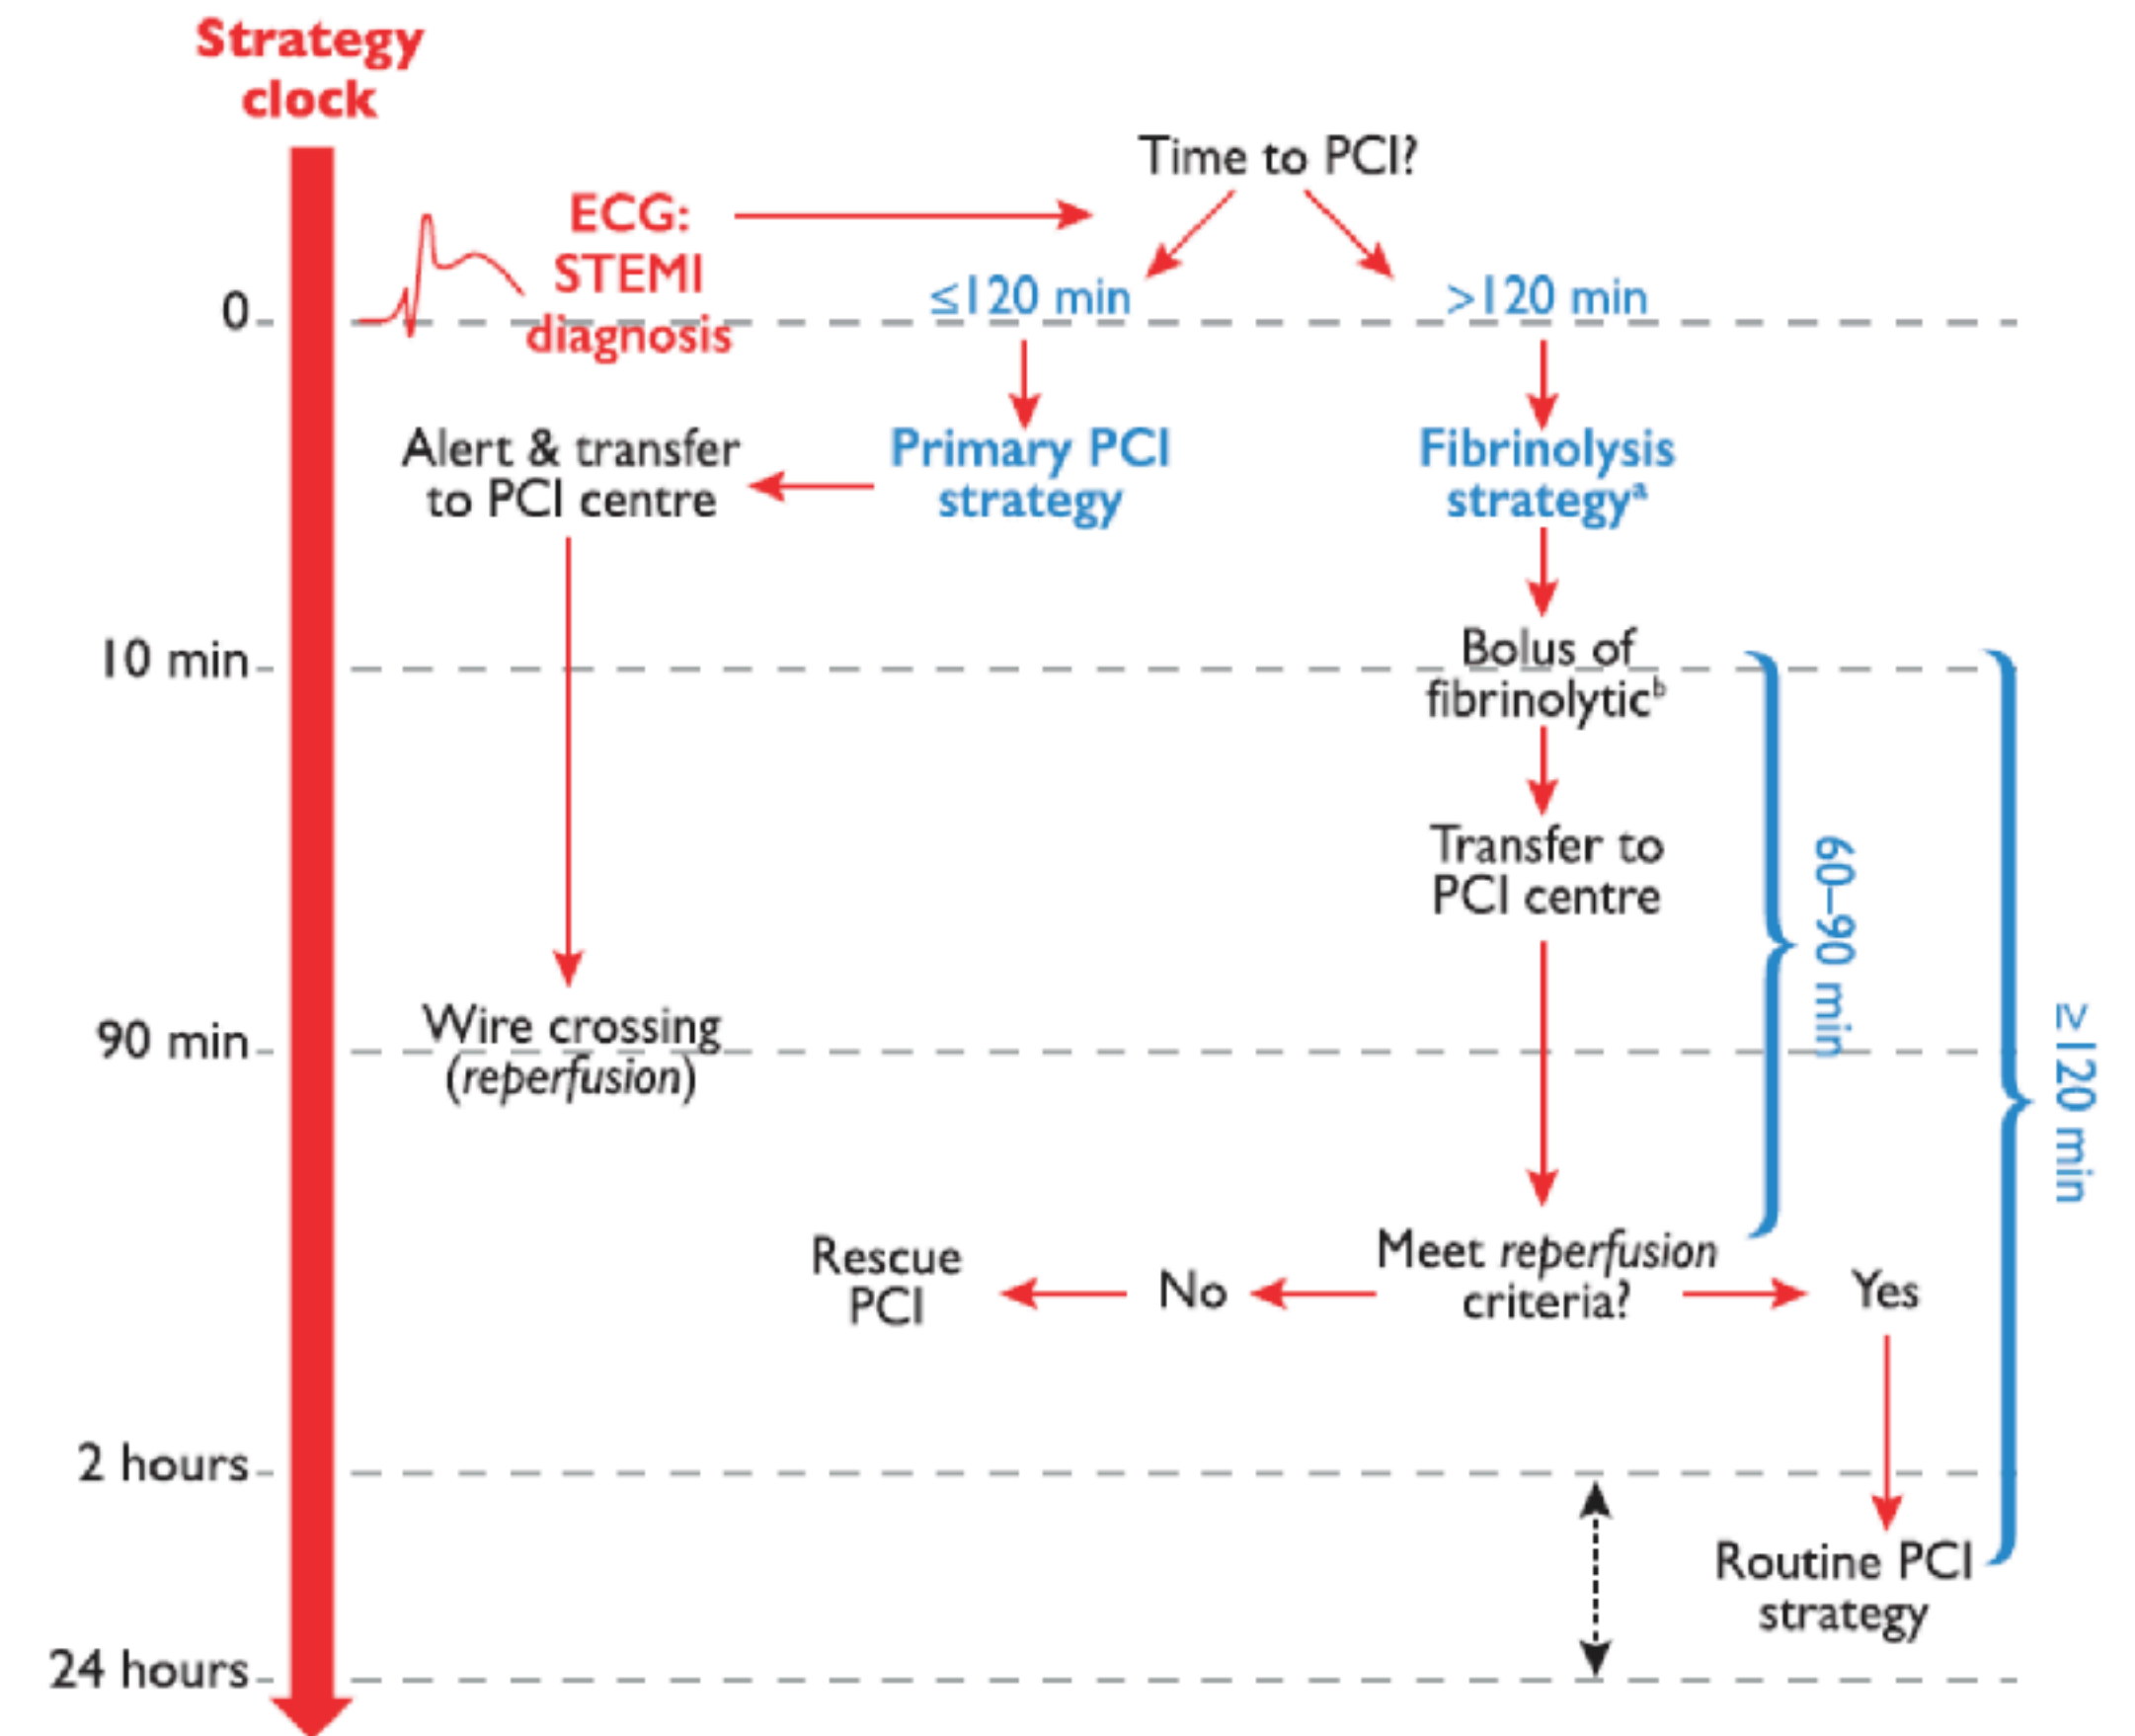 Strategy
clock
Time to PCI?
ECG:
STEMI
diagnosis
≤120 min
>120 min
0
Alert & transfer
to PCI centre
Primary PCI
strategy
Fibrinolysis
strategyᵃ
10 min
Bolus of
fibrinolyticᵇ
Transfer to
PCI centre
60–90 min
≥120 min
90 min
Wire crossing
(reperfusion)
Rescue
PCI
No
Meet reperfusion
criteria?
Yes
2 hours
Routine PCI
strategy
24 hours